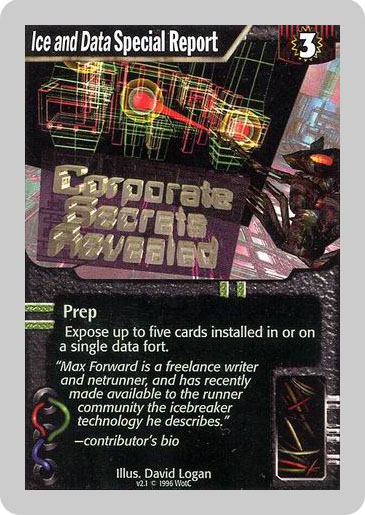 Ice and Data Special Report
3
Corporate
Secrets
Revealed
Prep
Expose up to five cards installed in or on
a single data fort.
“Max Forward is a freelance writer
and netrunner, and has recently
made available to the runner
community the icebreaker
technology he describes.”
—contributor’s bio
Illus. David Logan
v2.1 © 1996 WotC